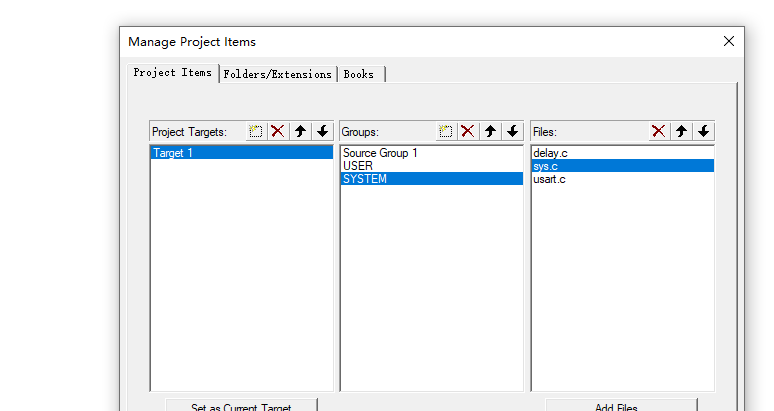 Manage Project Items
Project Items Folders/Extensions Books
Project Targets: Groups: Files:
Target 1 Source Group 1 delay.c
USER sys.c
SYSTEM usart.c
Set as Current Target Add Files